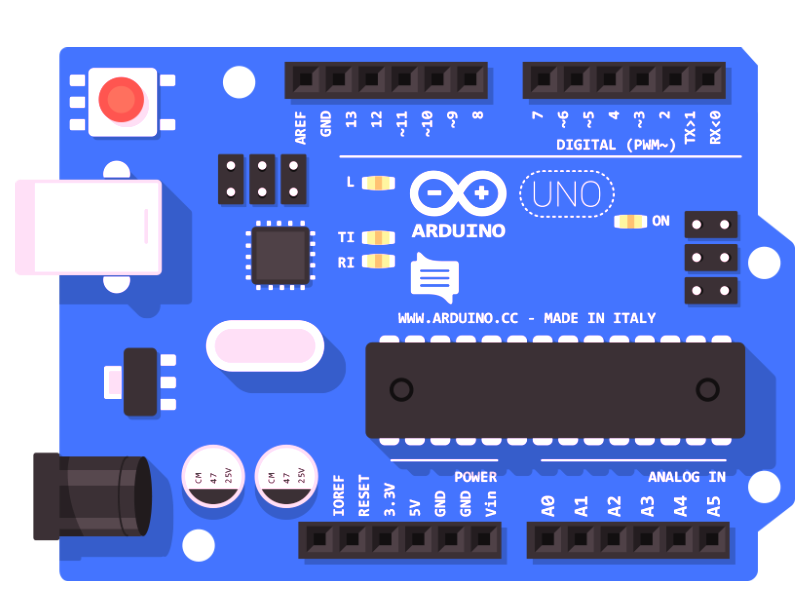 AREF GND 13 12 ~11 ~10 ~9 8
7 ~6 ~5 4 ~3 2 TX>1 RX<0
DIGITAL (PWM~)
L
UNO
ARDUINO
ON
TI
RI
WWW.ARDUINO.CC - MADE IN ITALY
POWER
ANALOG IN
CM 47 25V
CM 47 25V
IOREF RESET 3.3V 5V GND GND Vin
A0 A1 A2 A3 A4 A5